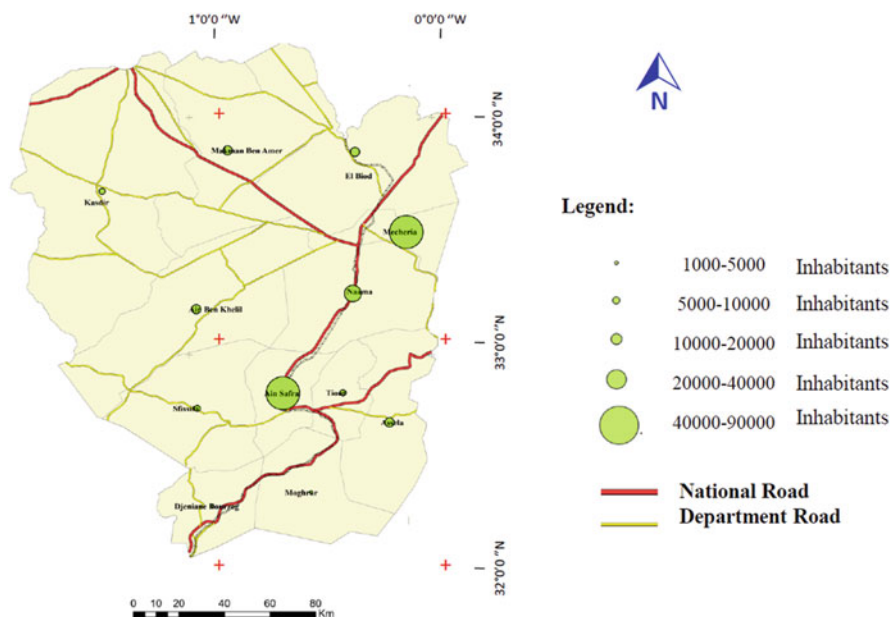 1°0'0 "W
0°0'0 "W
N
34°0'0 "N
Makman Ben Amer
El Biod
Kasdir
Mecheria
Naama
Ain Ben Khelil
33°0'0 "N
Ain Safra
Tiout
Sfissifa
Assela
Djeniane Bourzeg
Moghrar
32°0'0 "N
0 10 20 40 60 80
Km
Legend:
1000-5000 Inhabitants
5000-10000 Inhabitants
10000-20000 Inhabitants
20000-40000 Inhabitants
40000-90000 Inhabitants
National Road
Department Road